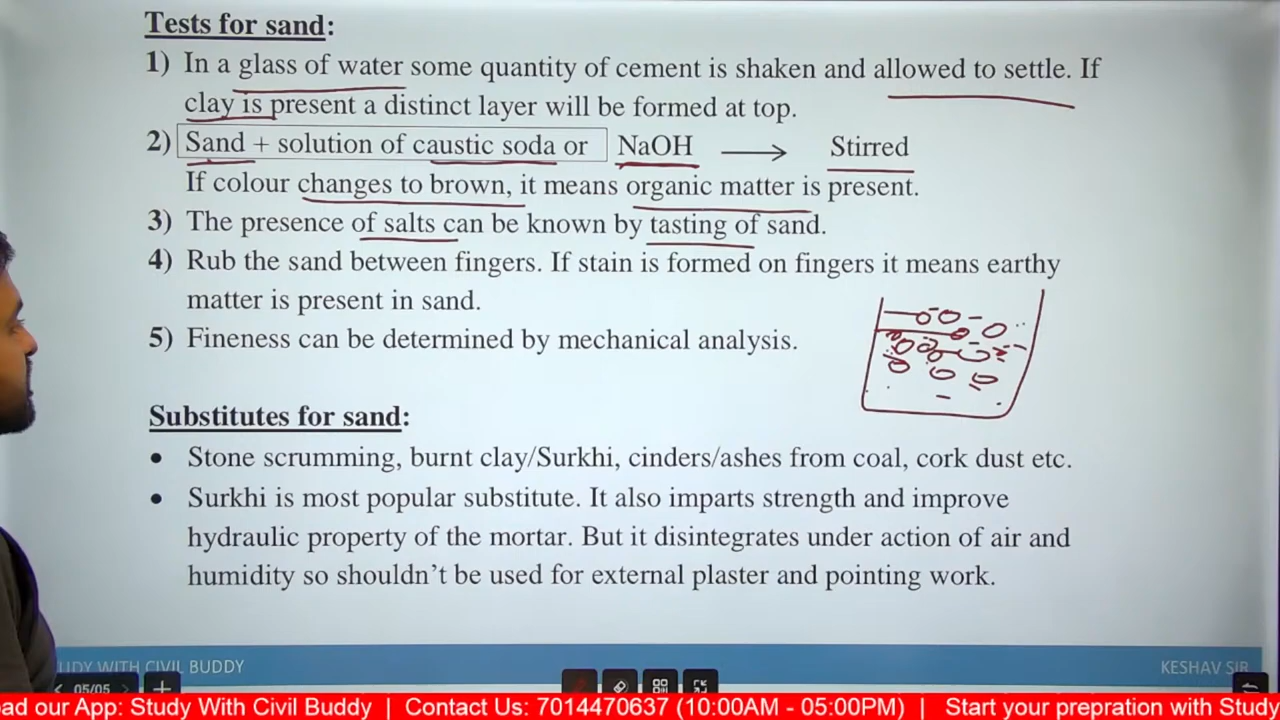 Tests for sand:
1) In a glass of water some quantity of cement is shaken and allowed to settle. If
clay is present a distinct layer will be formed at top.
2) Sand + solution of caustic soda or NaOH → Stirred
If colour changes to brown, it means organic matter is present.
3) The presence of salts can be known by tasting of sand.
4) Rub the sand between fingers. If stain is formed on fingers it means earthy
matter is present in sand.
5) Fineness can be determined by mechanical analysis.
Substitutes for sand:
• Stone scrumming, burnt clay/Surkhi, cinders/ashes from coal, cork dust etc.
• Surkhi is most popular substitute. It also imparts strength and improve
hydraulic property of the mortar. But it disintegrates under action of air and
humidity so shouldn’t be used for external plaster and pointing work.
UDY WITH CIVIL BUDDY
KESHAV SIR
05/05
ad our App: Study With Civil Buddy | Contact Us: 7014470637 (10:00AM - 05:00PM) | Start your prepration with Study